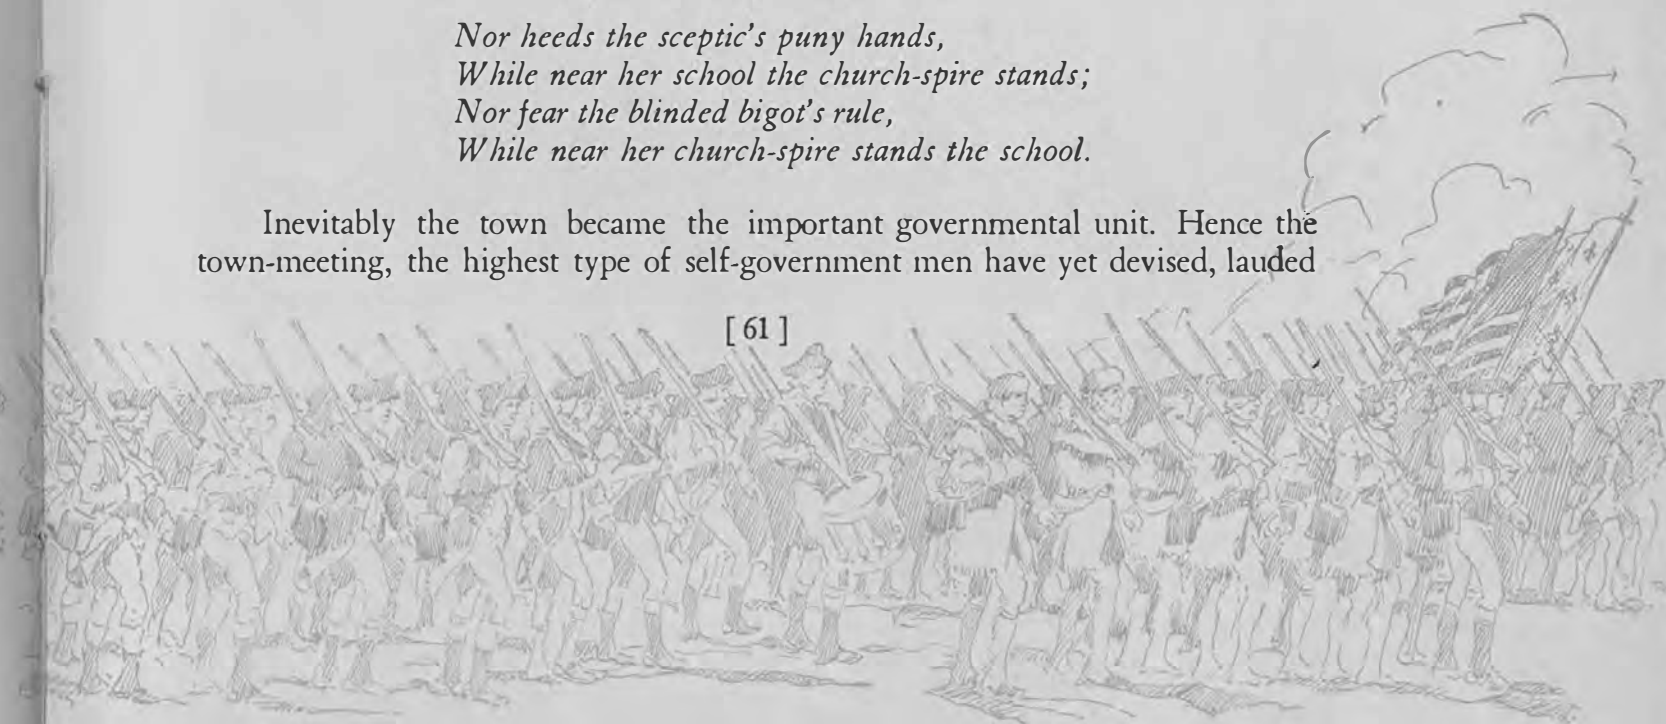 Nor heeds the sceptic's puny hands,
While near her school the church-spire stands;
Nor fear the blinded bigot's rule,
While near her church-spire stands the school.
Inevitably the town became the important governmental unit. Hence the
town-meeting, the highest type of self-government men have yet devised, lauded
[ 61 ]